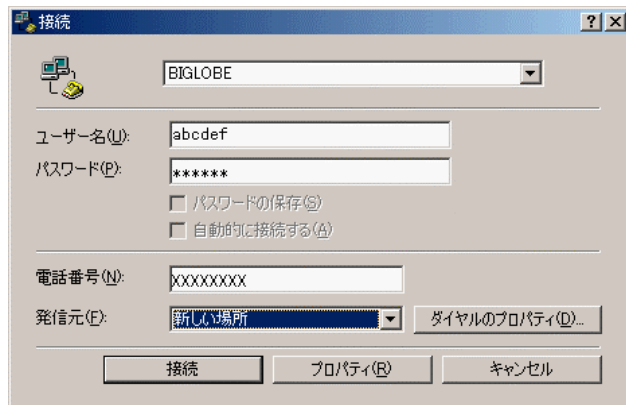 接続
BIGLOBE
ユーザー名(U): abcdef
パスワード(P): ******
パスワードの保存(S)
自動的に接続する(A)
電話番号(N): XXXXXXXX
発信元(F): 新しい場所 ダイヤルのプロパティ(D)...
接続 プロパティ(R) キャンセル